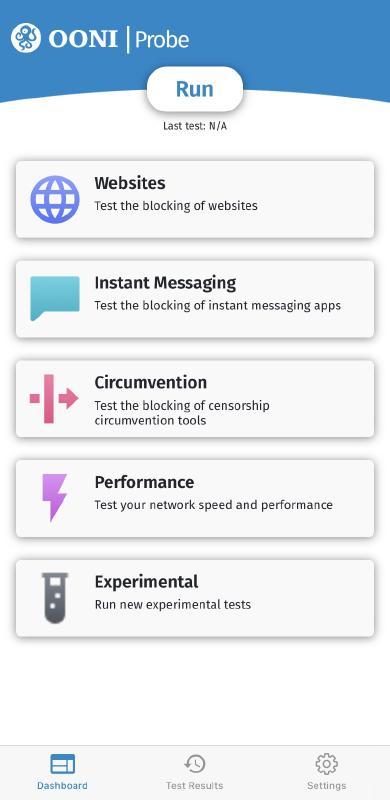 OONI Probe
Run
Last test: N/A
Websites
Test the blocking of websites
Instant Messaging
Test the blocking of instant messaging apps
Circumvention
Test the blocking of censorship
circumvention tools
Performance
Test your network speed and performance
Experimental
Run new experimental tests
Dashboard
Test Results
Settings